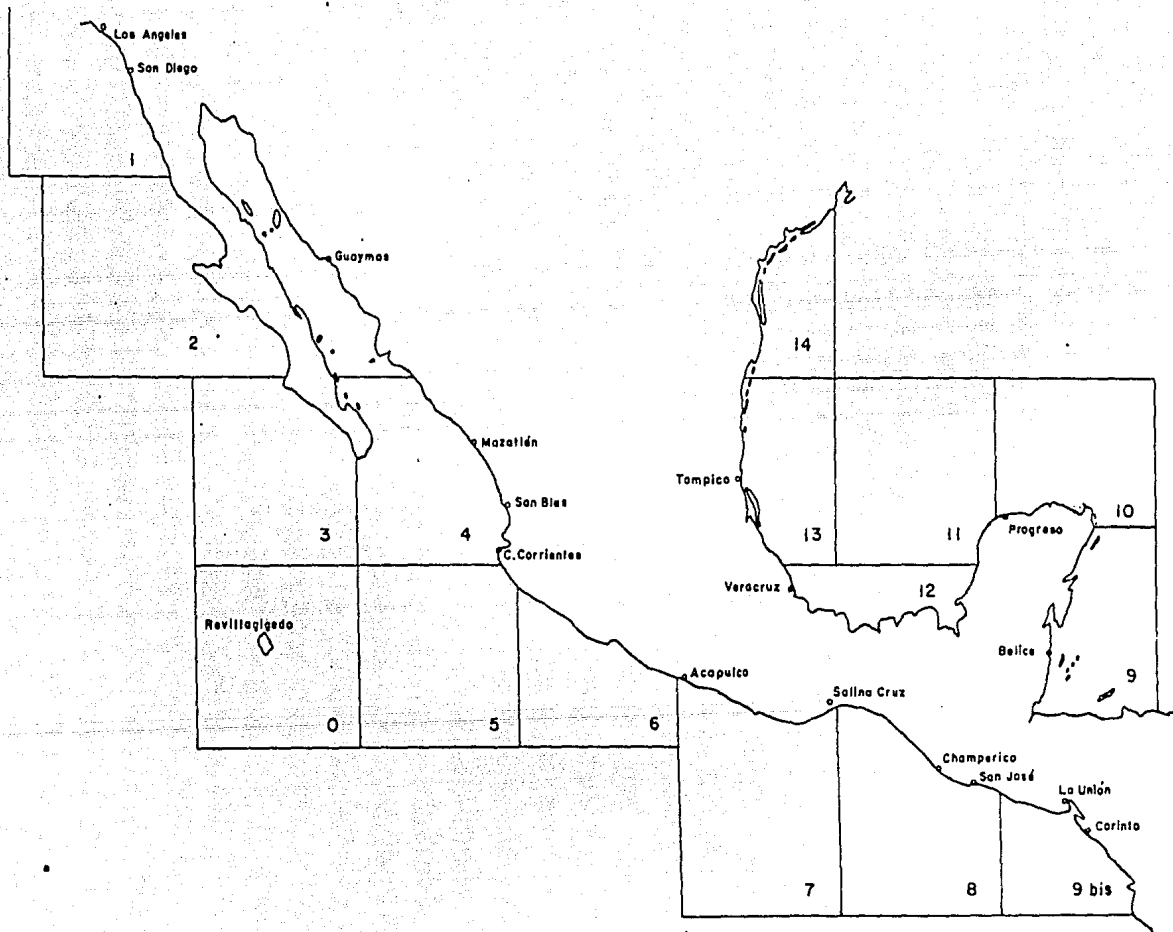 Los Angeles
San Diego
1
Guaymas
2
14
Mazatlén
Tampico
San Blas
3
4
13
11
Progreso
10
C. Corrientes
Veracruz
12
Revillagigedo
Belice
9
Acapulco
Salina Cruz
0
5
6
Champerico
San José
La Unión
Corinto
7
8
9 bis